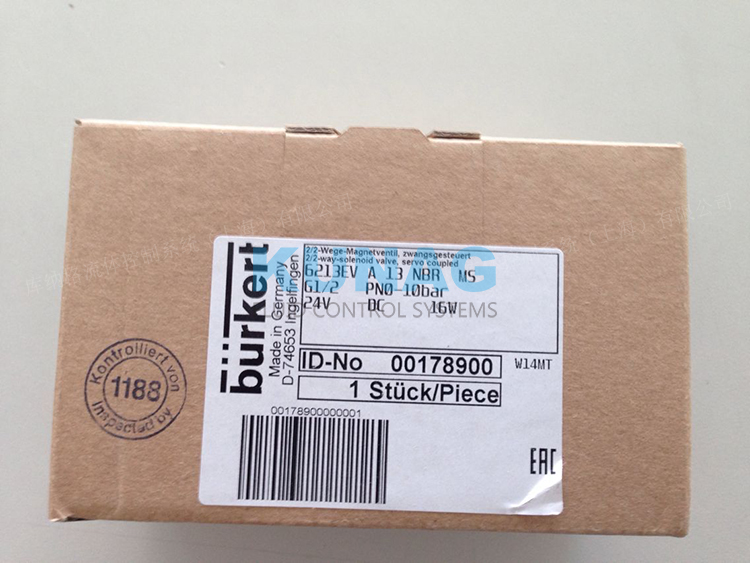 bürkert
Made in Germany
D-74653 Ingelfingen
2/2-Wege-Magnetventil, zwangsgesteuert
2/2-way-solenoid valve, servo coupled
6213EV A 13 NBR MS
G1/2 PN0-10bar
24V DC 16W
CONTROL SYSTEMS
ID-No 00178900
W14MT
1 Stück/Piece
00178900000001
EAC
Kontrolliert von
1188
Inspected by